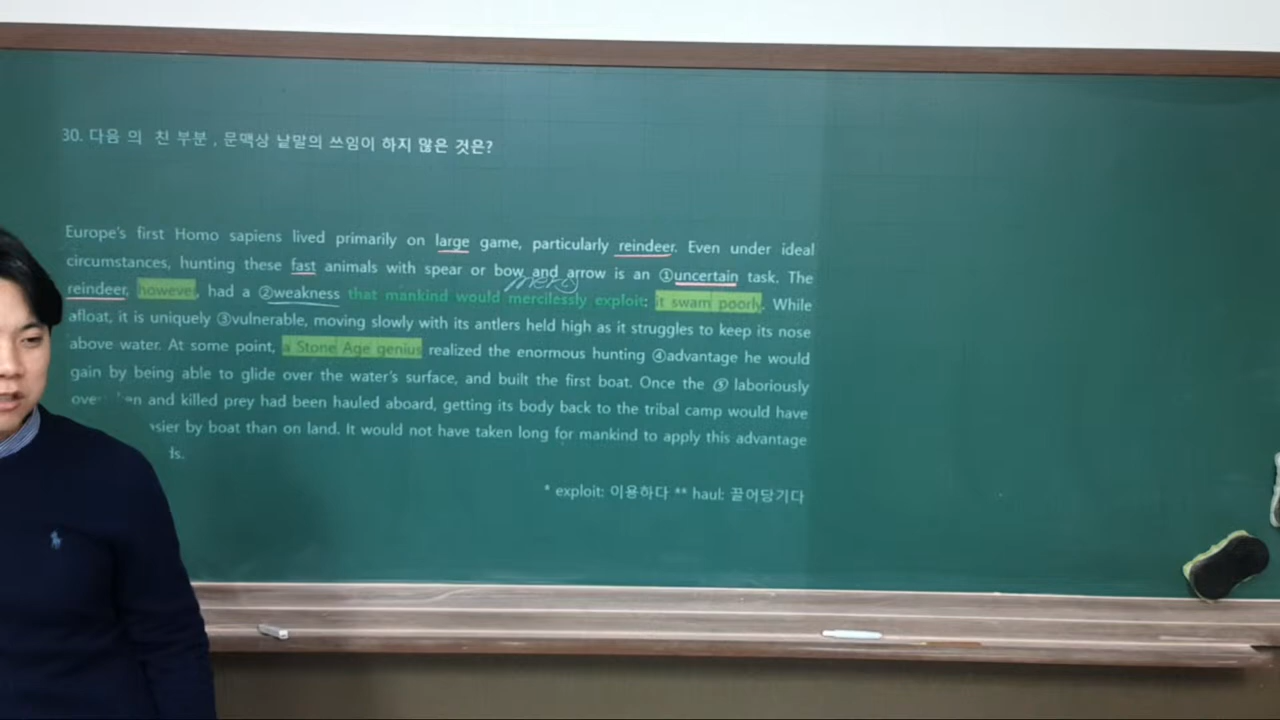 30. 다음 의 친 부분 , 문맥상 낱말의 쓰임이 하지 않은 것은?
Europe's first Homo sapiens lived primarily on large game, particularly reindeer. Even under ideal
circumstances, hunting these fast animals with spear or bow and arrow is an ①uncertain task. The
merci
reindeer, however, had a ②weakness that mankind would mercilessly exploit: it swam poorly. While
afloat, it is uniquely ③vulnerable, moving slowly with its antlers held high as it struggles to keep its nose
above water. At some point, a Stone Age genius realized the enormous hunting ④advantage he would
gain by being able to glide over the water's surface, and built the first boat. Once the ⑤ laboriously
and killed prey had been hauled aboard, getting its body back to the tribal camp would have
by boat than on land. It would not have taken long for mankind to apply this advantage
* exploit: 이용하다 ** haul: 끌어당기다